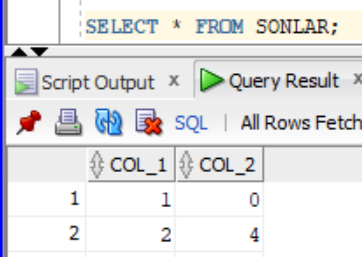 SELECT * FROM SONLAR;
Script Output x Query Result x
SQL | All Rows Fetch
COL_1 COL_2
1 1 0
2 2 4